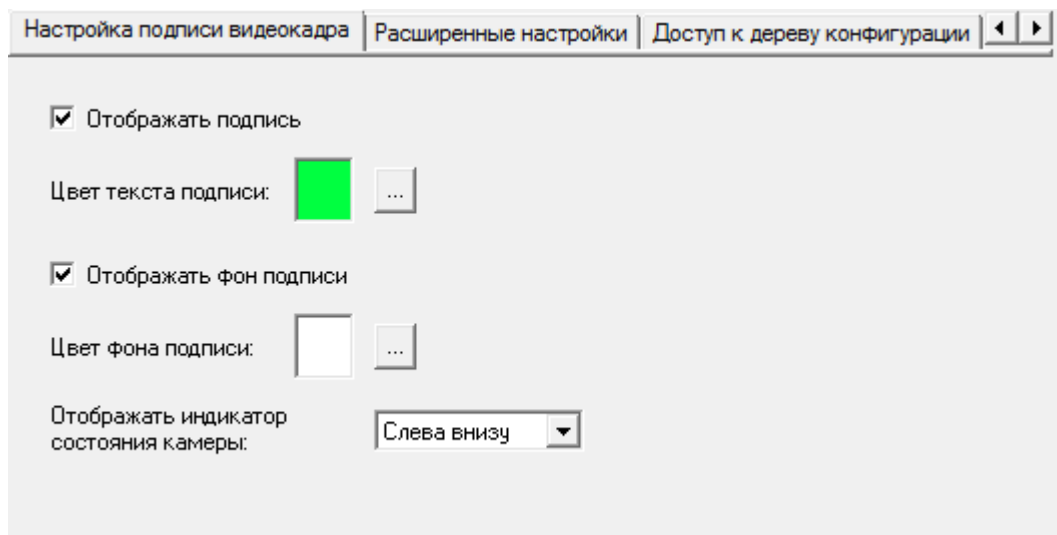 Настройка подписи видеокадра Расширенные настройки Доступ к дереву конфигурации
Отображать подпись
Цвет текста подписи: ...
Отображать фон подписи
Цвет фона подписи: ...
Отображать индикатор
состояния камеры:
Слева внизу